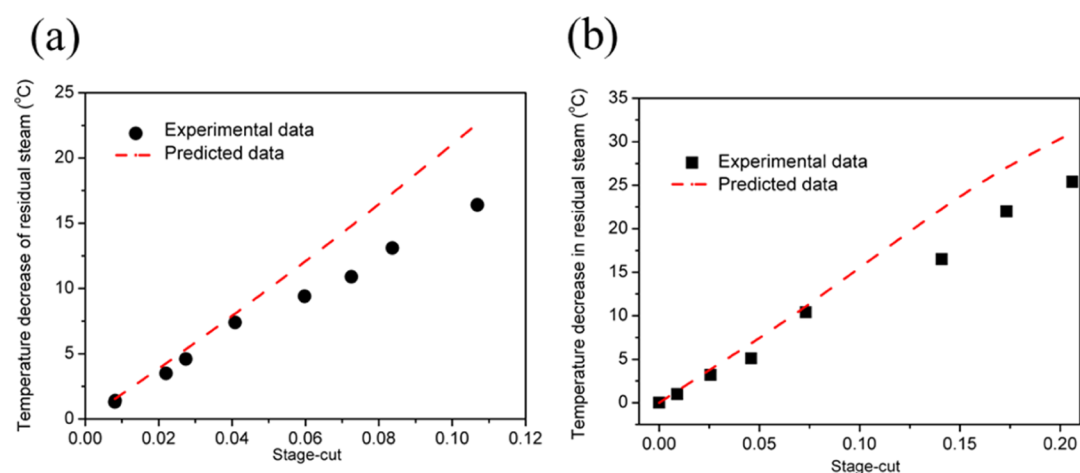 (a)
Temperature decrease of residual steam (°C)
25
20
15
10
5
0
Experimental data
Predicted data
0.00 0.02 0.04 0.06 0.08 0.10 0.12
Stage-cut
(b)
Temperature decrease in residual steam (°C)
35
30
25
20
15
10
5
0
Experimental data
Predicted data
0.00 0.05 0.10 0.15 0.20
Stage-cut